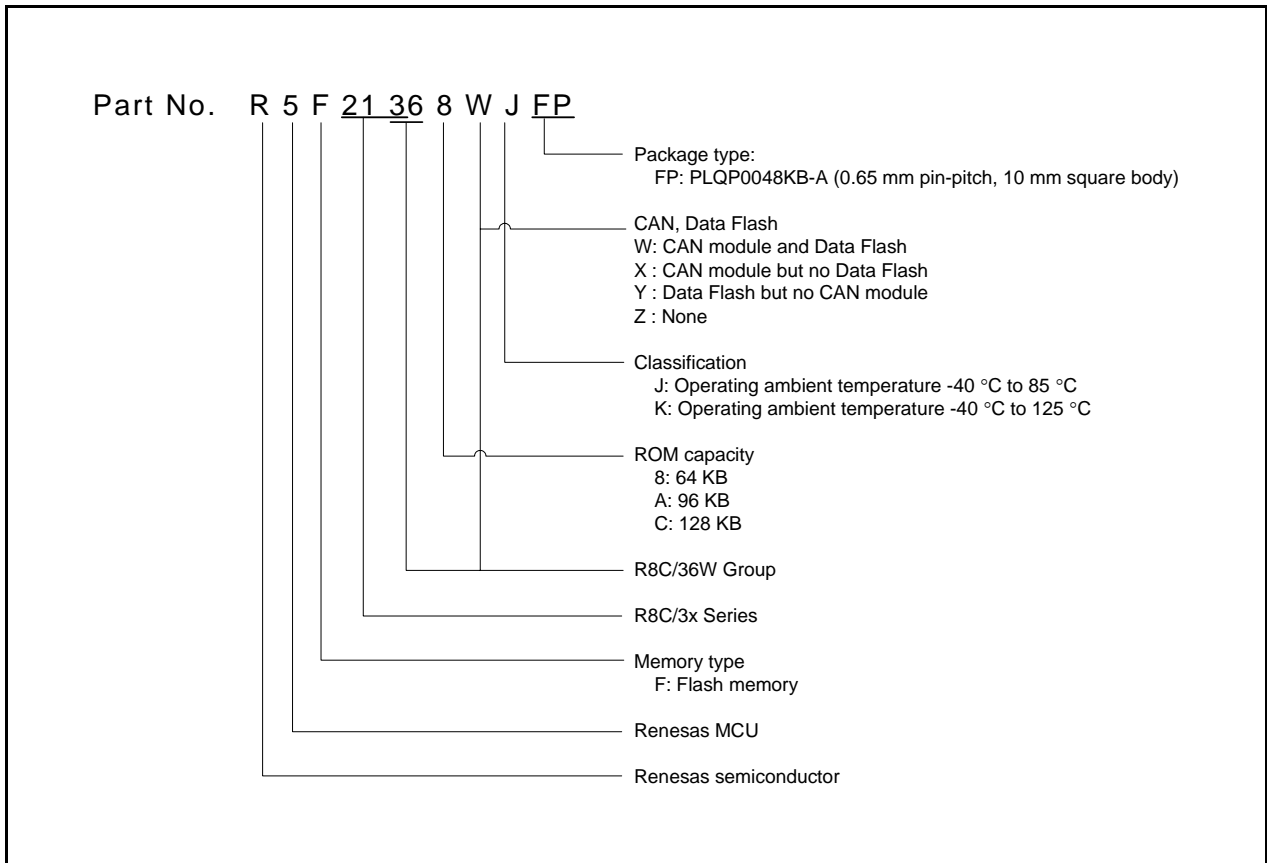 Part No. R 5 F 21 36 8 W J FP
Package type:
FP: PLQP0048KB-A (0.65 mm pin-pitch, 10 mm square body)
CAN, Data Flash
W: CAN module and Data Flash
X : CAN module but no Data Flash
Y : Data Flash but no CAN module
Z : None
Classification
J: Operating ambient temperature -40 °C to 85 °C
K: Operating ambient temperature -40 °C to 125 °C
ROM capacity
8: 64 KB
A: 96 KB
C: 128 KB
R8C/36W Group
R8C/3x Series
Memory type
F: Flash memory
Renesas MCU
Renesas semiconductor